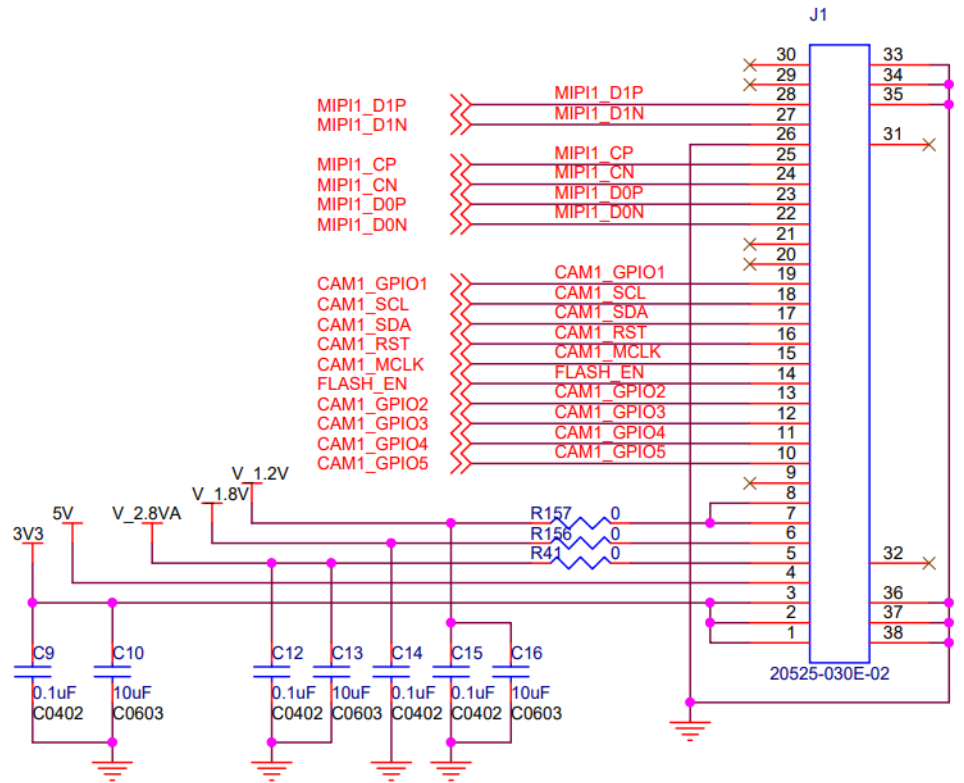 J1
30 33
29 34
MIPI1_D1P MIPI1_D1P 28 35
MIPI1_D1N MIPI1_D1N 27
26 31
MIPI1_CP MIPI1_CP 25
MIPI1_CN MIPI1_CN 24
MIPI1_D0P MIPI1_D0P 23
MIPI1_D0N MIPI1_D0N 22
21
20
CAM1_GPIO1 CAM1_GPIO1 19
CAM1_SCL CAM1_SCL 18
CAM1_SDA CAM1_SDA 17
CAM1_RST CAM1_RST 16
CAM1_MCLK CAM1_MCLK 15
FLASH_EN FLASH_EN 14
CAM1_GPIO2 CAM1_GPIO2 13
CAM1_GPIO3 CAM1_GPIO3 12
CAM1_GPIO4 CAM1_GPIO4 11
CAM1_GPIO5 CAM1_GPIO5 10
V_1.2V 9
V_1.8V 8
5V V_2.8VA R157 0 7
3V3 R156 0 6
R41 0 5 32
4
3 36
2 37
1 38
C9 C10 C12 C13 C14 C15 C16
20525-030E-02
0.1uF 10uF 0.1uF 10uF 0.1uF 0.1uF 10uF
C0402 C0603 C0402 C0603 C0402 C0402 C0603